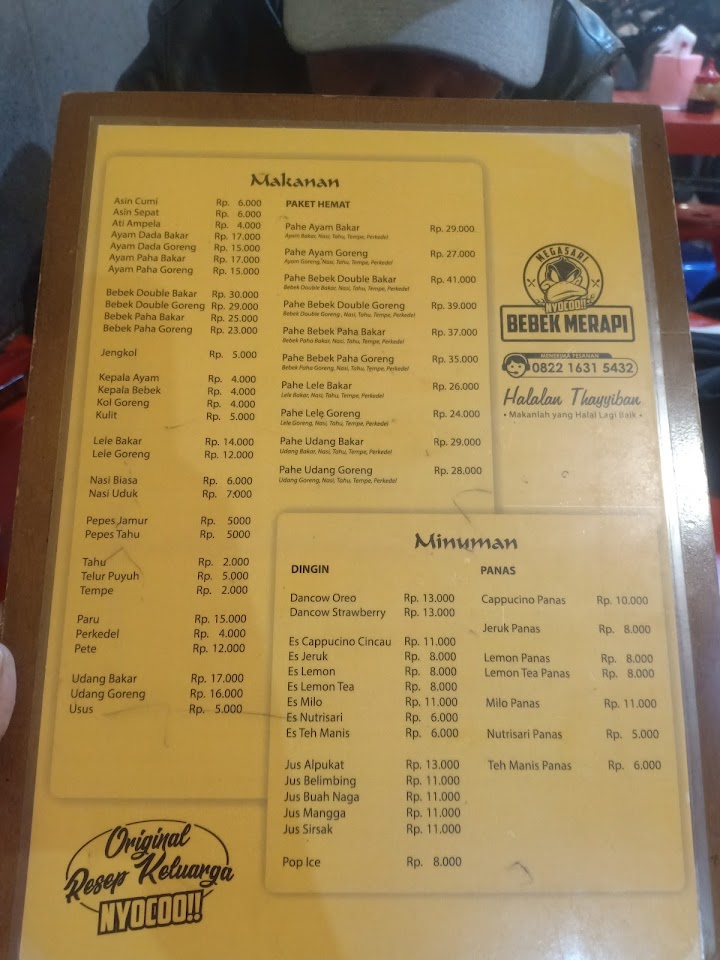 Makanan
Asin Cumi Rp. 6.000
Asin Sepat Rp. 6.000
Ati Ampela Rp. 4.000
Ayam Dada Bakar Rp. 17.000
Ayam Dada Goreng Rp. 15.000
Ayam Paha Bakar Rp. 17.000
Ayam Paha Goreng Rp. 15.000
Bebek Double Bakar Rp. 30.000
Bebek Double Goreng Rp. 29.000
Bebek Paha Bakar Rp. 25.000
Bebek Paha Goreng Rp. 23.000
Jengkol Rp. 5.000
Kepala Ayam Rp. 4.000
Kepala Bebek Rp. 4.000
Kol Goreng Rp. 4.000
Kulit Rp. 5.000
Lele Bakar Rp. 14.000
Lele Goreng Rp. 12.000
Nasi Biasa Rp. 6.000
Nasi Uduk Rp. 7.000
Pepes Jamur Rp. 5000
Pepes Tahu Rp. 5000
Tahu Rp. 2.000
Telur Puyuh Rp. 5.000
Tempe Rp. 2.000
Paru Rp. 15.000
Perkedel Rp. 4.000
Pete Rp. 12.000
Udang Bakar Rp. 17.000
Udang Goreng Rp. 16.000
Usus Rp. 5.000
PAKET HEMAT
Pahe Ayam Bakar Rp. 29.000
Ayam Bakar, Nasi, Tahu, Tempe, Perkedel
Pahe Ayam Goreng Rp. 27.000
Ayam Goreng, Nasi, Tahu, Tempe, Perkedel
Pahe Bebek Double Bakar Rp. 41.000
Bebek Double Bakar, Nasi, Tahu, Tempe, Perkedel
Pahe Bebek Double Goreng Rp. 39.000
Bebek Double Goreng , Nasi, Tahu, Tempe, Perkedel
Pahe Bebek Paha Bakar Rp. 37.000
Bebek Paha Bakar, Nasi, Tahu, Tempe, Perkedel
Pahe Bebek Paha Goreng Rp. 35.000
Bebek Paha Goreng, Nasi, Tahu, Tempe, Perkedel
Pahe Lele Bakar Rp. 26.000
Lele Bakar, Nasi, Tahu, Tempe, Perkedel
Pahe Lele Goreng Rp. 24.000
Lele Goreng, Nasi, Tahu, Tempe, Perkedel
Pahe Udang Bakar Rp. 29.000
Udang Bakar, Nasi, Tahu, Tempe, Perkedel
Pahe Udang Goreng Rp. 28.000
Udang Goreng, Nasi, Tahu, Tempe, Perkedel
MEGASARI
NYOCOO!!
BEBEK MERAPI
0822 1631 5432
Halalan Thayyiban
• Makanlah yang Halal Lagi Baik •
Minuman
DINGIN
Dancow Oreo Rp. 13.000
Dancow Strawberry Rp. 13.000
Es Cappucino Cincau Rp. 11.000
Es Jeruk Rp. 8.000
Es Lemon Rp. 8.000
Es Lemon Tea Rp. 8.000
Es Milo Rp. 11.000
Es Nutrisari Rp. 6.000
Es Teh Manis Rp. 6.000
Jus Alpukat Rp. 13.000
Jus Belimbing Rp. 11.000
Jus Buah Naga Rp. 11.000
Jus Mangga Rp. 11.000
Jus Sirsak Rp. 11.000
Pop Ice Rp. 8.000
PANAS
Cappucino Panas Rp. 10.000
Jeruk Panas Rp. 8.000
Lemon Panas Rp. 8.000
Lemon Tea Panas Rp. 8.000
Milo Panas Rp. 11.000
Nutrisari Panas Rp. 5.000
Teh Manis Panas Rp. 6.000
Original
Resep Keluarga
NYOCOO!!